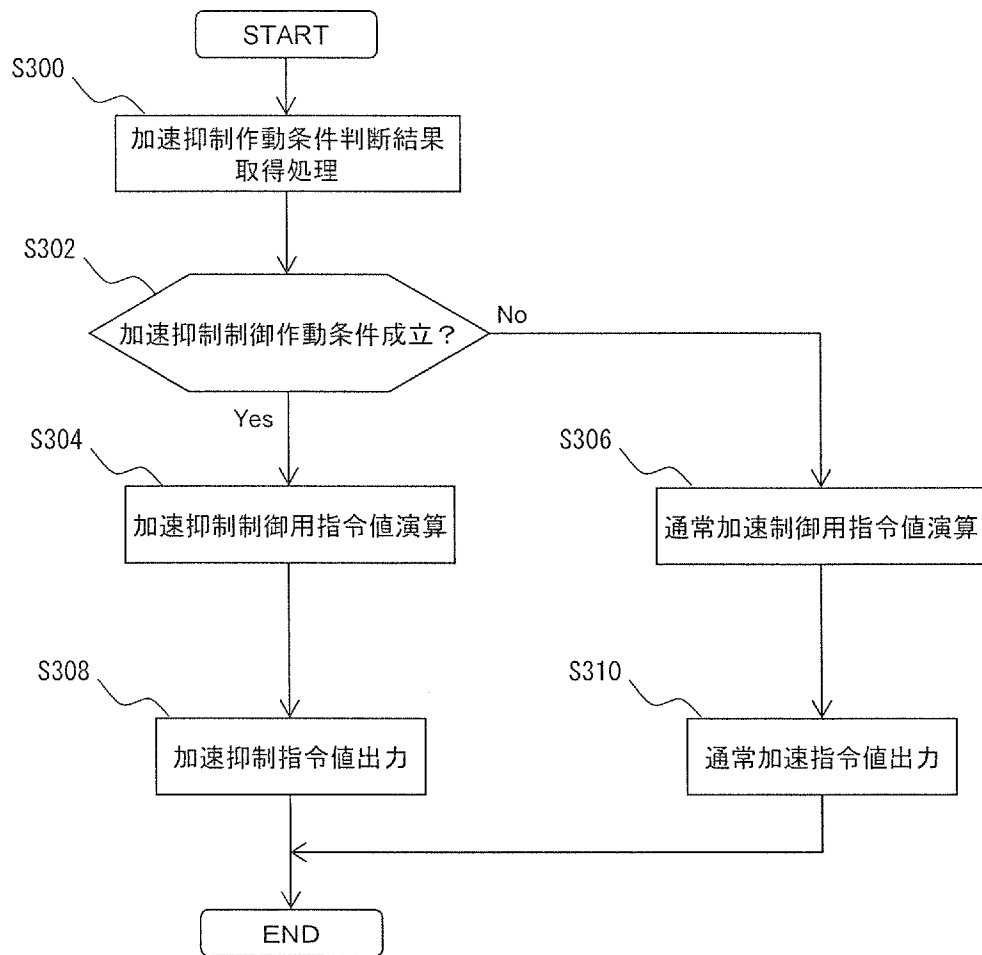 START
S300
加速抑制作動条件判断結果
取得処理
S302
加速抑制制御作動条件成立？
No
Yes
S304
加速抑制制御用指令値演算
S306
通常加速制御用指令値演算
S308
加速抑制指令値出力
S310
通常加速指令値出力
END